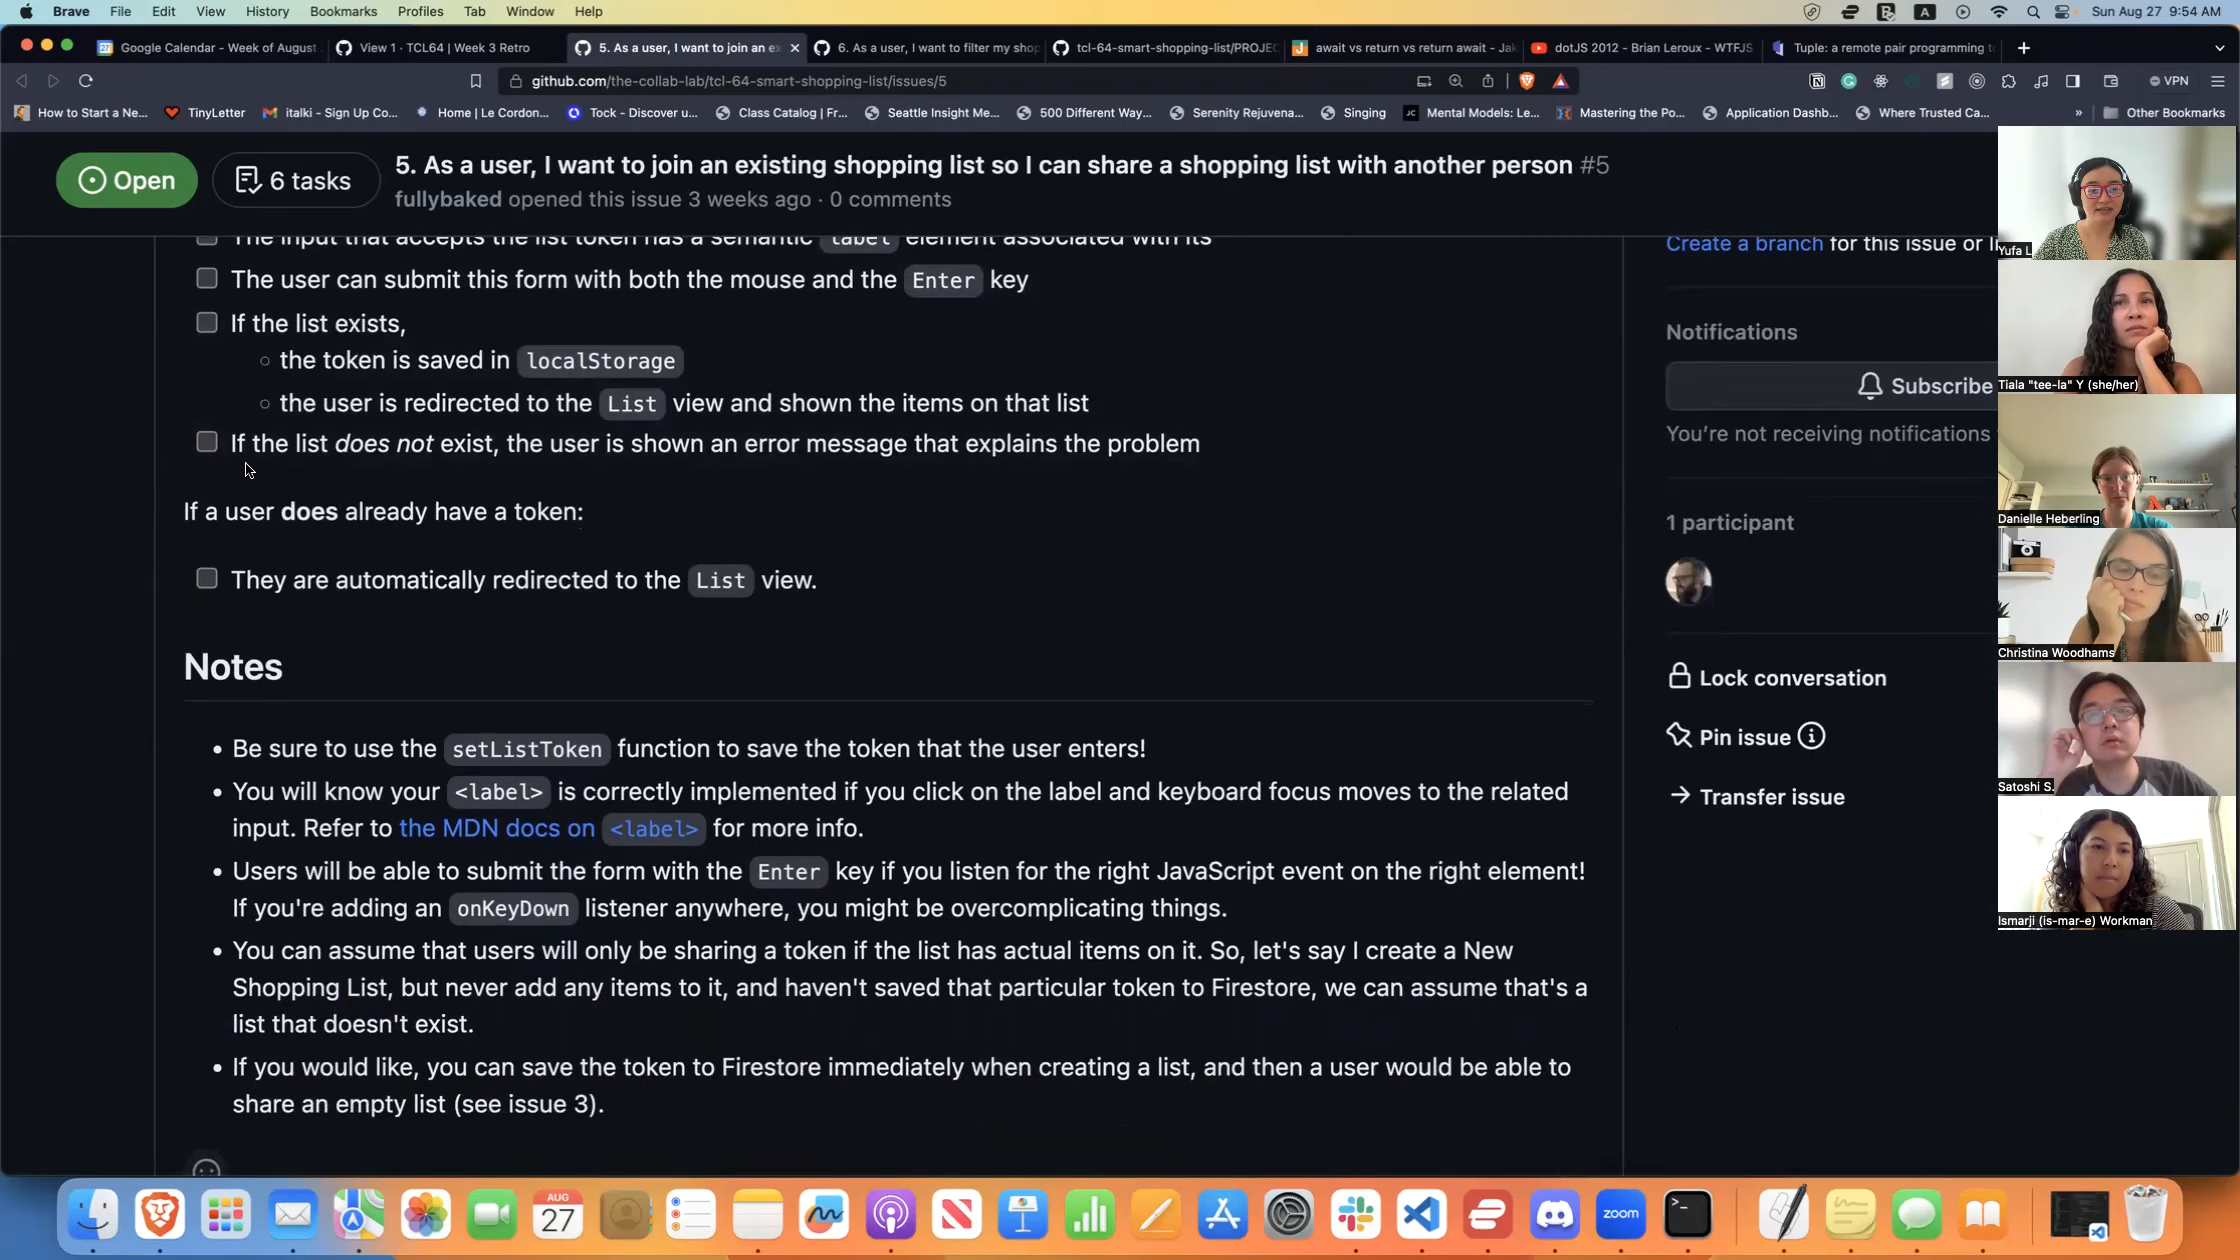 Brave File Edit View History Bookmarks Profiles Tab Window Help
A Sun Aug 27 9:54 AM
Google Calendar - Week of August
View 1 · TCL64 | Week 3 Retro
5. As a user, I want to join an ex
6. As a user, I want to filter my shop
tcl-64-smart-shopping-list/PROJEC
await vs return vs return await - Jak
dotJS 2012 - Brian Leroux - WTFJS
Tuple: a remote pair programming to
github.com/the-collab-lab/tcl-64-smart-shopping-list/issues/5
VPN
How to Start a Ne...
TinyLetter
italki - Sign Up Co...
Home | Le Cordon...
Tock - Discover u...
Class Catalog | Fr...
Seattle Insight Me...
500 Different Way...
Serenity Rejuvena...
Singing
Mental Models: Le...
Mastering the Po...
Application Dashb...
Where Trusted Ca...
»
Other Bookmarks
Open
6 tasks
5. As a user, I want to join an existing shopping list so I can share a shopping list with another person #5
fullybaked opened this issue 3 weeks ago · 0 comments
The input that accepts the list token has a semantic label element associated with its
The user can submit this form with both the mouse and the Enter key
If the list exists,
the token is saved in localStorage
the user is redirected to the List view and shown the items on that list
If the list does not exist, the user is shown an error message that explains the problem
If a user does already have a token:
They are automatically redirected to the List view.
Notes
• Be sure to use the setListToken function to save the token that the user enters!
• You will know your <label> is correctly implemented if you click on the label and keyboard focus moves to the related
input. Refer to the MDN docs on <label> for more info.
• Users will be able to submit the form with the Enter key if you listen for the right JavaScript event on the right element!
If you're adding an onKeyDown listener anywhere, you might be overcomplicating things.
• You can assume that users will only be sharing a token if the list has actual items on it. So, let's say I create a New
Shopping List, but never add any items to it, and haven't saved that particular token to Firestore, we can assume that's a
list that doesn't exist.
• If you would like, you can save the token to Firestore immediately when creating a list, and then a user would be able to
share an empty list (see issue 3).
Create a branch for this issue or li
Notifications
Subscribe
You're not receiving notifications
1 participant
Lock conversation
Pin issue
Transfer issue
Yufa L
Tiala "tee-la" Y (she/her)
Danielle Heberling
Christina Woodhams
Satoshi S.
Ismarji (is-mar-e) Workman
AUG
27
zoom